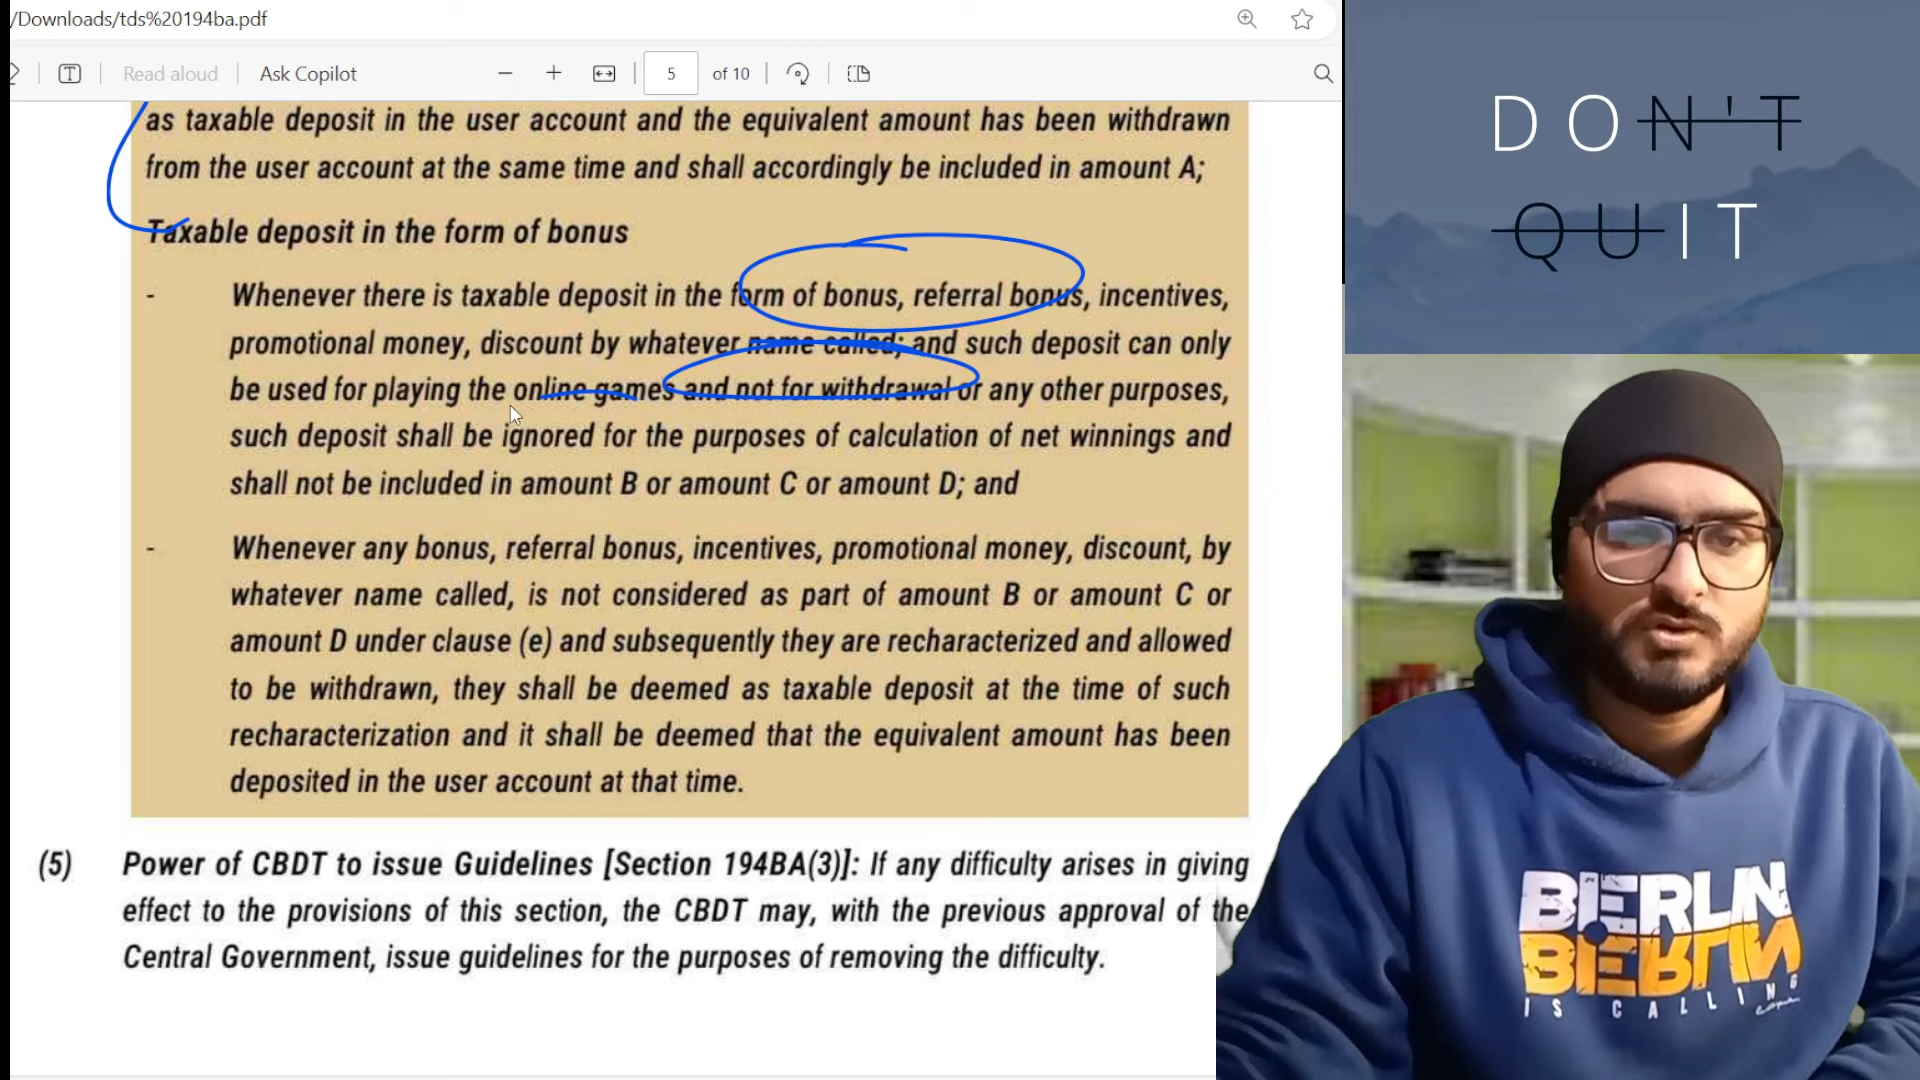 /Downloads/tds%20194ba.pdf
Read aloud
Ask Copilot
5
of 10
as taxable deposit in the user account and the equivalent amount has been withdrawn
from the user account at the same time and shall accordingly be included in amount A;
Taxable deposit in the form of bonus
- Whenever there is taxable deposit in the form of bonus, referral bonus, incentives,
promotional money, discount by whatever name called; and such deposit can only
be used for playing the online games and not for withdrawal or any other purposes,
such deposit shall be ignored for the purposes of calculation of net winnings and
shall not be included in amount B or amount C or amount D; and
- Whenever any bonus, referral bonus, incentives, promotional money, discount, by
whatever name called, is not considered as part of amount B or amount C or
amount D under clause (e) and subsequently they are recharacterized and allowed
to be withdrawn, they shall be deemed as taxable deposit at the time of such
recharacterization and it shall be deemed that the equivalent amount has been
deposited in the user account at that time.
(5) Power of CBDT to issue Guidelines [Section 194BA(3)]: If any difficulty arises in giving
effect to the provisions of this section, the CBDT may, with the previous approval of the
Central Government, issue guidelines for the purposes of removing the difficulty.
DON'T
QUIT
BERLIN
BERLIN
IS CALLING